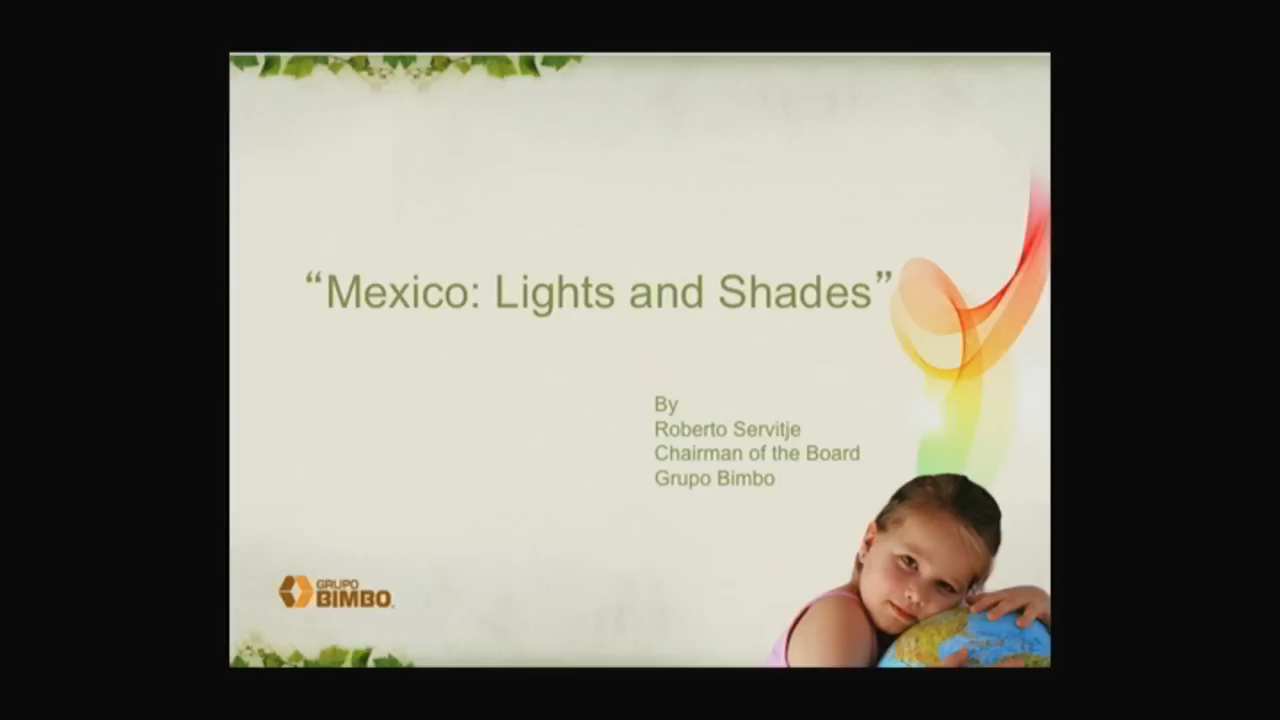 “Mexico: Lights and Shades”
By
Roberto Servitje
Chairman of the Board
Grupo Bimbo
GRUPO
BIMBO